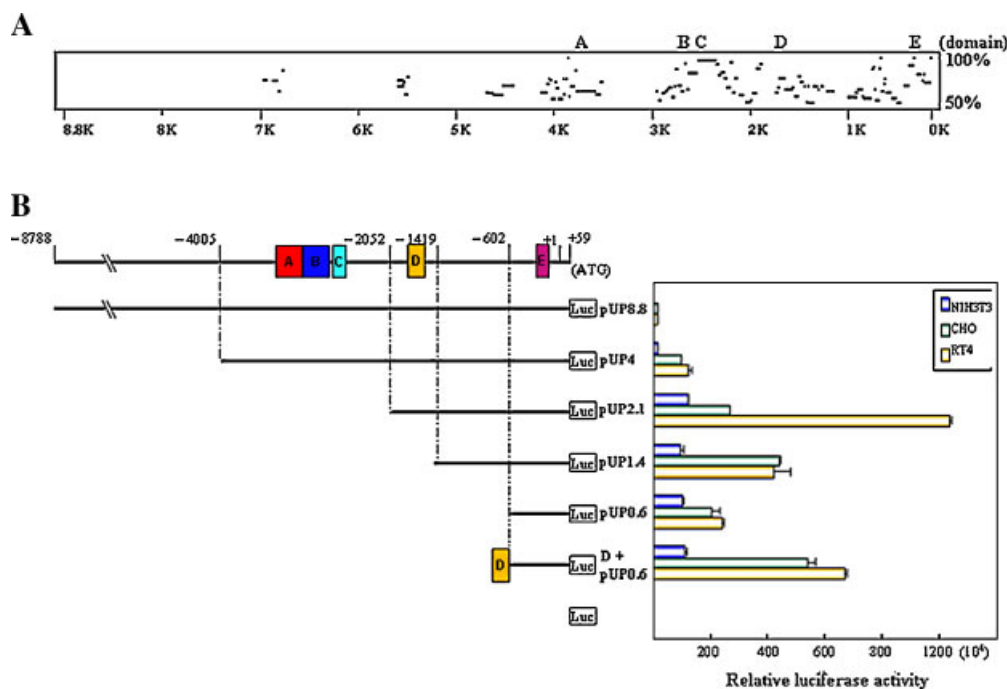 A
A B C D E (domain)
100%
50%
8.8K 8K 7K 6K 5K 4K 3K 2K 1K 0K
B
-8788 -4005 -2052 -1419 -602 +1 +59
A B C D E
(ATG)
Luc pUP8.8
Luc pUP4
Luc pUP2.1
Luc pUP1.4
Luc pUP0.6
D Luc D + pUP0.6
Luc
NIH3T3
CHO
RT4
200 400 600 800 1200 (10⁴)
Relative luciferase activity